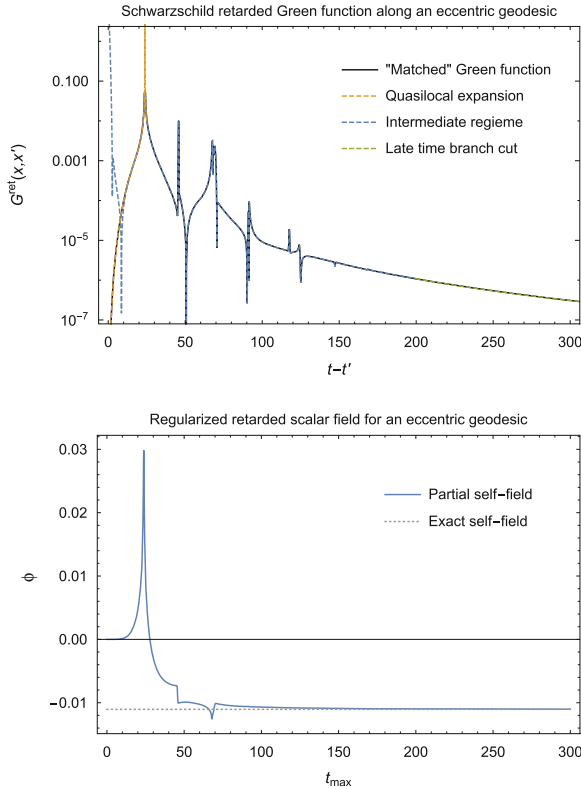 Schwarzschild retarded Green function along an eccentric geodesic
"Matched" Green function
Quasilocal expansion
Intermediate regieme
Late time branch cut
G^ret(x,x')
0.100
0.001
10^-5
10^-7
0 50 100 150 200 250 300
t-t'
Regularized retarded scalar field for an eccentric geodesic
Partial self-field
Exact self-field
ϕ
0.03
0.02
0.01
0.00
-0.01
0 50 100 150 200 250 300
t_max